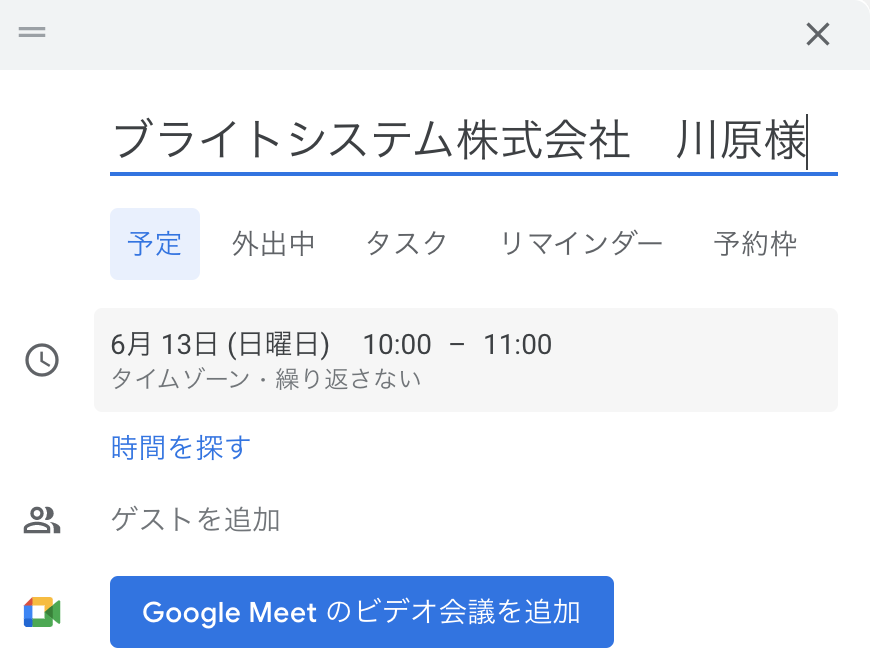 ブライトシステム株式会社　川原様
予定 外出中 タスク リマインダー 予約枠
6月 13日 (日曜日) 10:00 – 11:00
タイムゾーン・繰り返さない
時間を探す
ゲストを追加
Google Meet のビデオ会議を追加